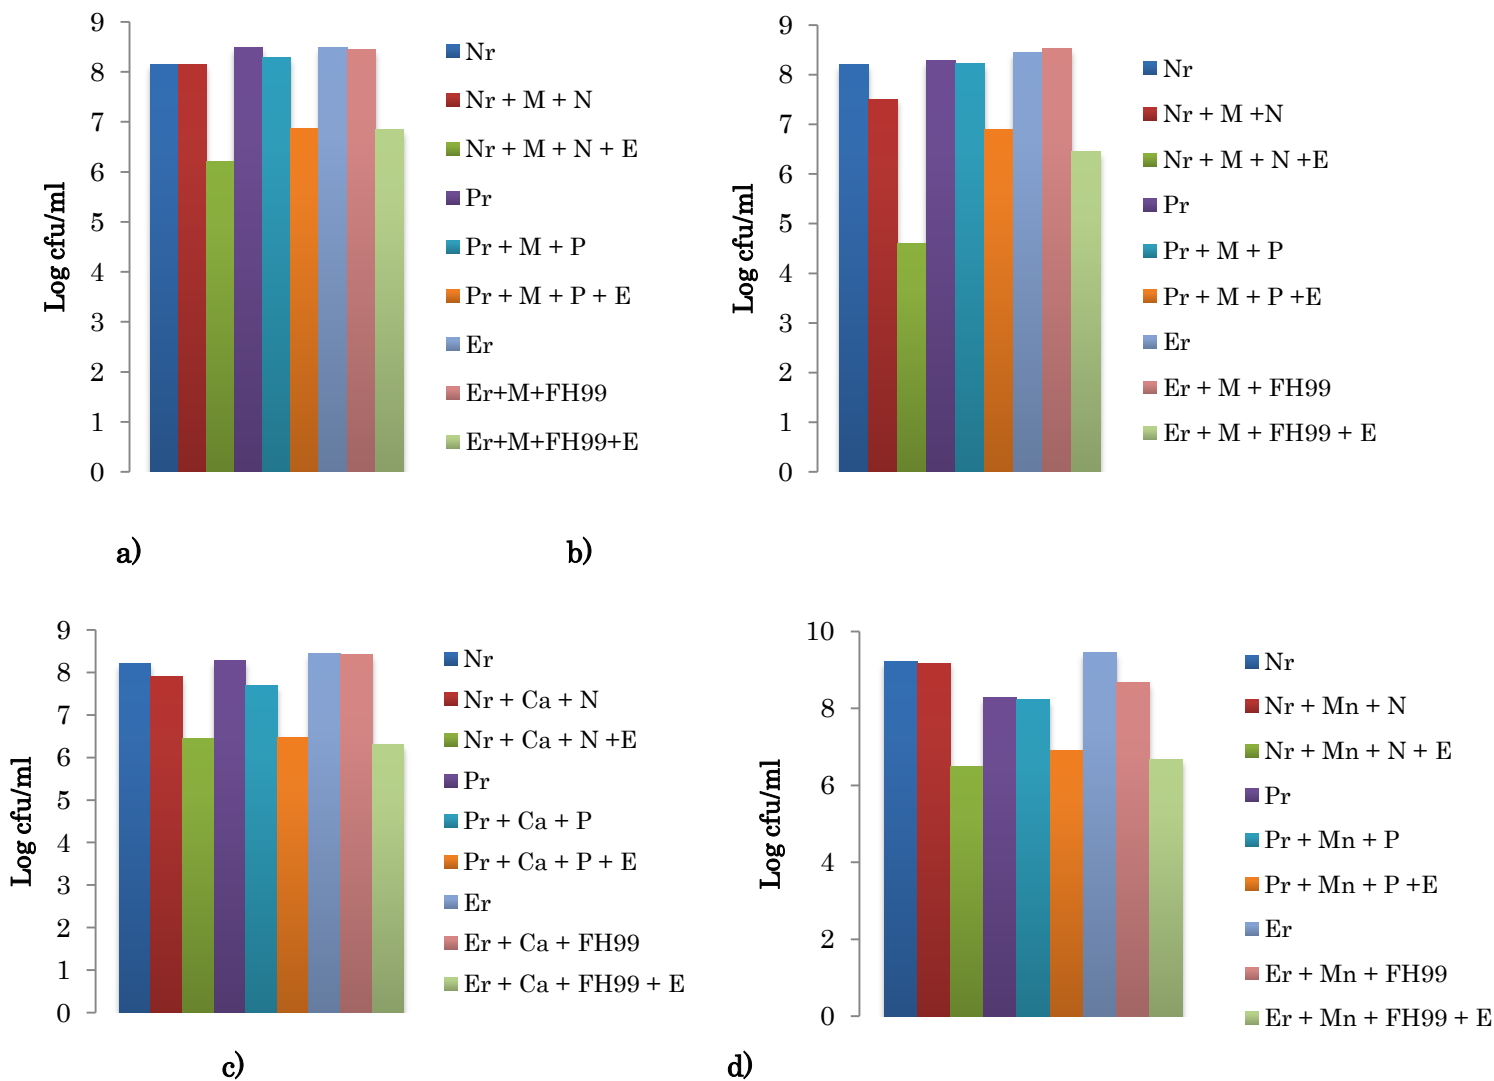 9
8
7
6
5
4
3
2
1
0
Log cfu/ml
Nr
Nr + M + N
Nr + M + N + E
Pr
Pr + M + P
Pr + M + P + E
Er
Er+M+FH99
Er+M+FH99+E
a)
9
8
7
6
5
4
3
2
1
0
Log cfu/ml
Nr
Nr + M +N
Nr + M + N +E
Pr
Pr + M + P
Pr + M + P +E
Er
Er + M + FH99
Er + M + FH99 + E
b)
9
8
7
6
5
4
3
2
1
0
Log cfu/ml
Nr
Nr + Ca + N
Nr + Ca + N +E
Pr
Pr + Ca + P
Pr + Ca + P + E
Er
Er + Ca + FH99
Er + Ca + FH99 + E
c)
10
8
6
4
2
0
Log cfu/ml
Nr
Nr + Mn + N
Nr + Mn + N + E
Pr
Pr + Mn + P
Pr + Mn + P +E
Er
Er + Mn + FH99
Er + Mn + FH99 + E
d)